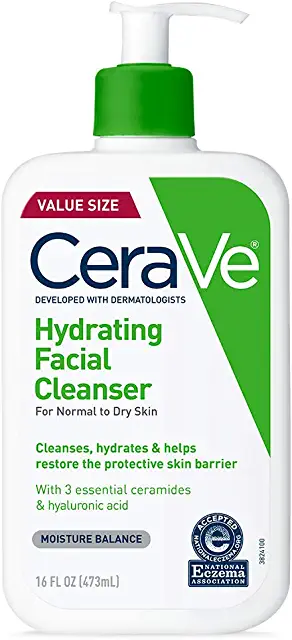 VALUE SIZE
CeraVe®
DEVELOPED WITH DERMATOLOGISTS
Hydrating
Facial
Cleanser
For Normal to Dry Skin
Cleanses, hydrates & helps
restore the protective skin barrier
With 3 essential ceramides
& hyaluronic acid
MOISTURE BALANCE
16 FL OZ (473mL)
ACCEPTED
NATIONALECZEMA.ORG
NATIONAL
Eczema
ASSOCIATION
3824100